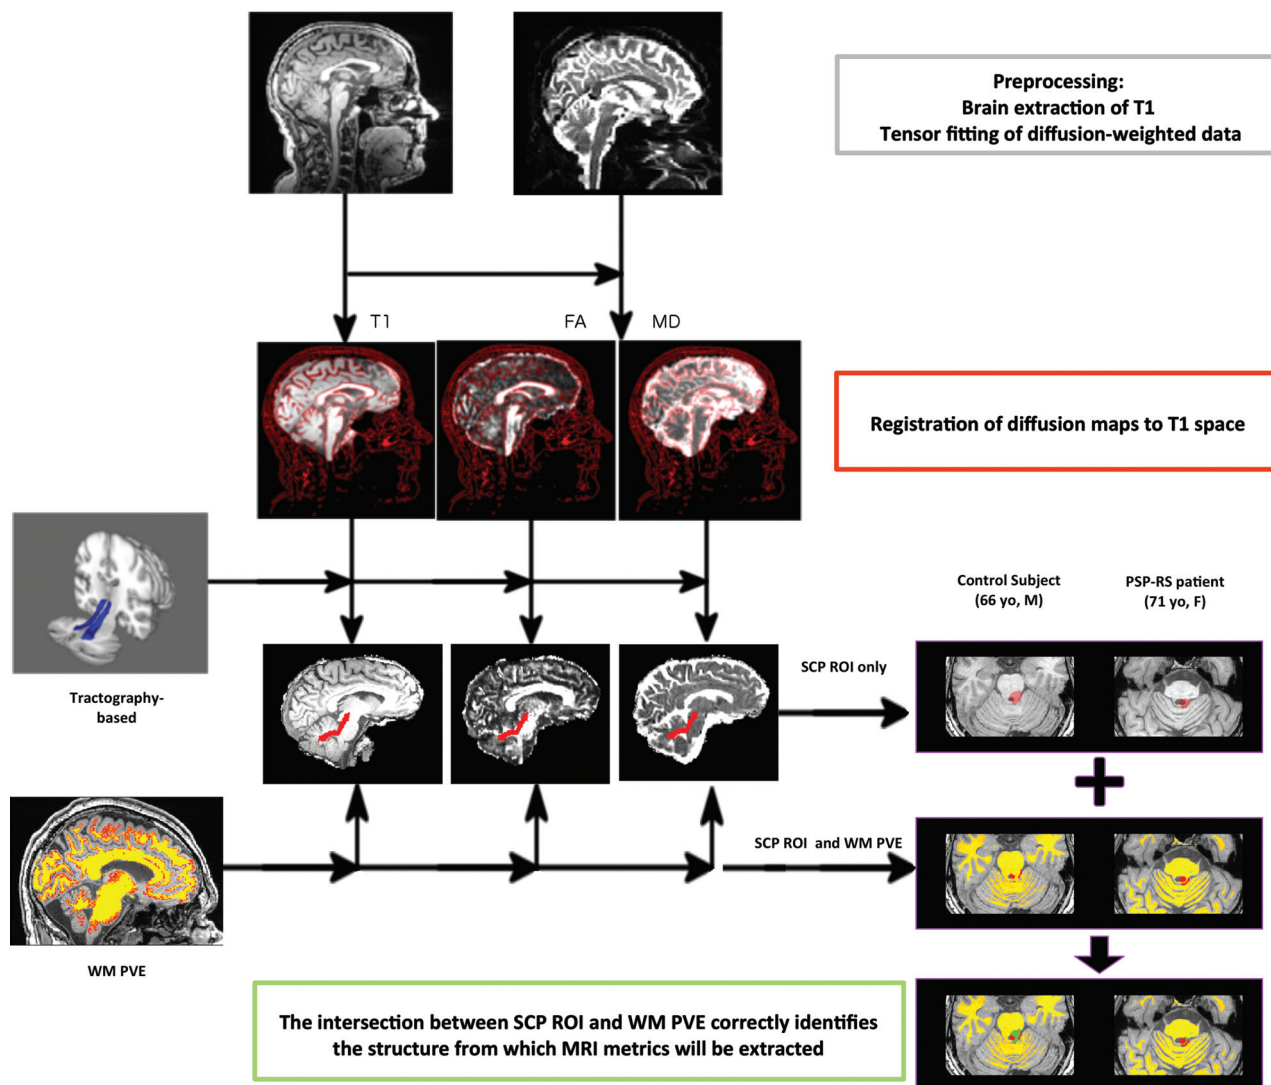 Preprocessing:
Brain extraction of T1
Tensor fitting of diffusion-weighted data
T1
FA
MD
Registration of diffusion maps to T1 space
Tractography-
based
Control Subject
(66 yo, M)
PSP-RS patient
(71 yo, F)
SCP ROI only
SCP ROI and WM PVE
WM PVE
The intersection between SCP ROI and WM PVE correctly identifies
the structure from which MRI metrics will be extracted